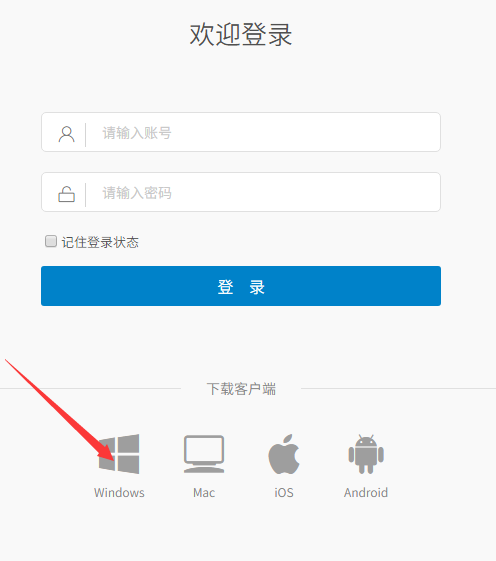 欢迎登录
请输入账号
请输入密码
记住登录状态
登 录
下载客户端
Windows Mac iOS Android